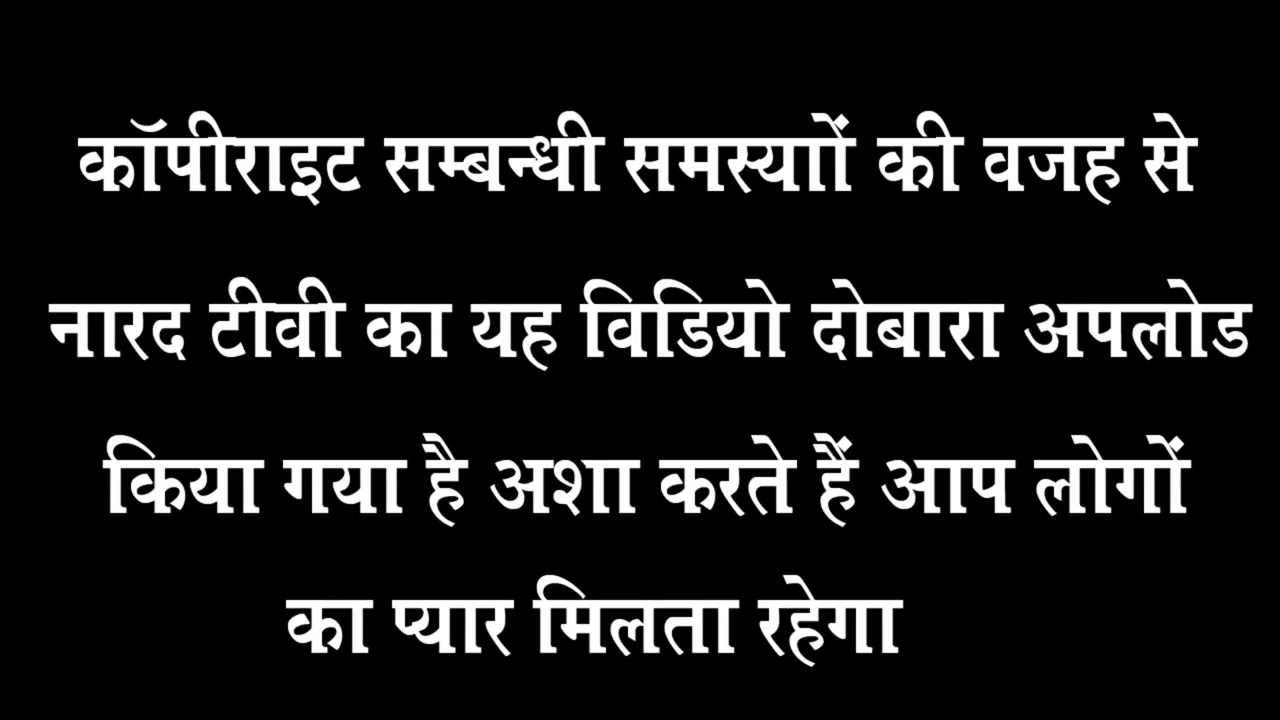 कॉपीराइट सम्बन्धी समस्याों की वजह से
नारद टीवी का यह विडियो दोबारा अपलोड
किया गया है अशा करते हैं आप लोगों
का प्यार मिलता रहेगा